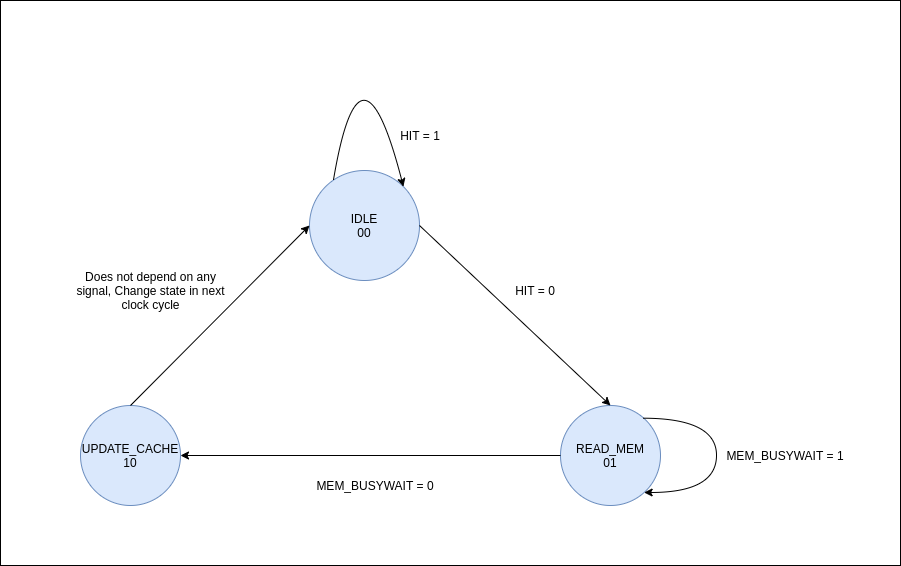 HIT = 1
IDLE
00
Does not depend on any
signal, Change state in next
clock cycle
HIT = 0
UPDATE_CACHE
10
READ_MEM
01
MEM_BUSYWAIT = 1
MEM_BUSYWAIT = 0